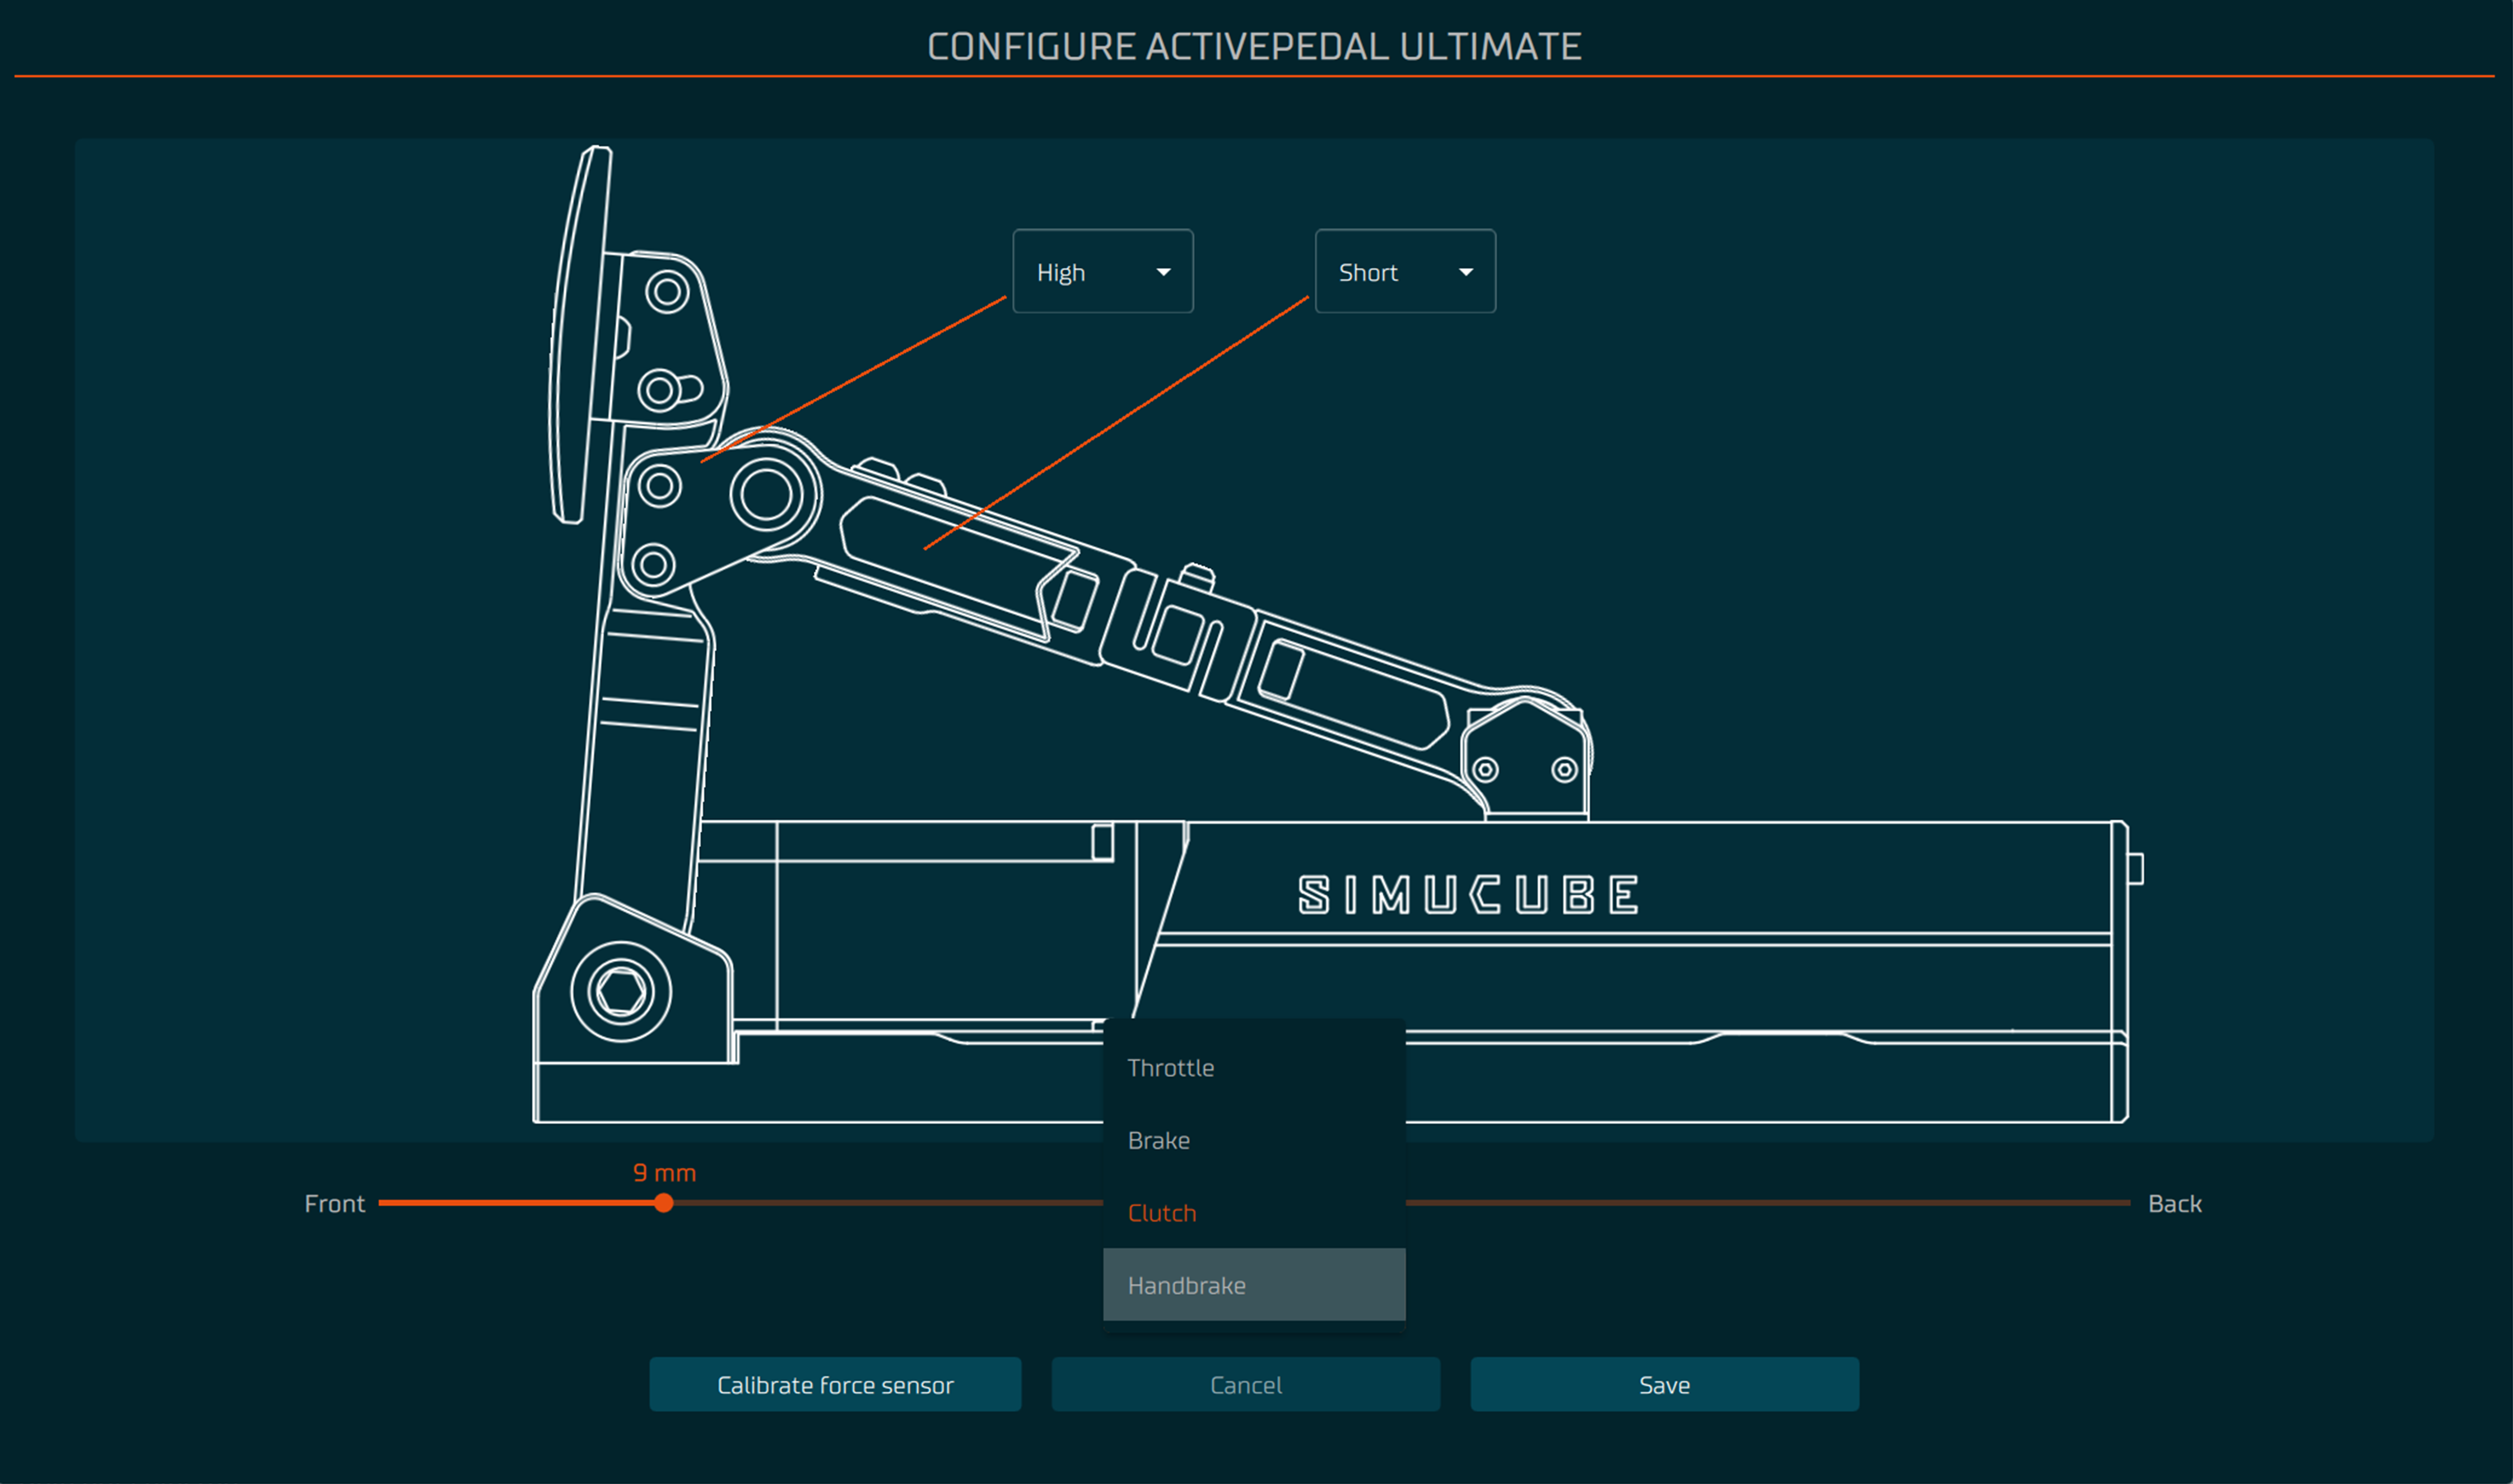 CONFIGURE ACTIVEPEDAL ULTIMATE
High
Short
SIMUCUBE
Throttle
Brake
Clutch
Handbrake
9 mm
Front
Back
Calibrate force sensor
Cancel
Save